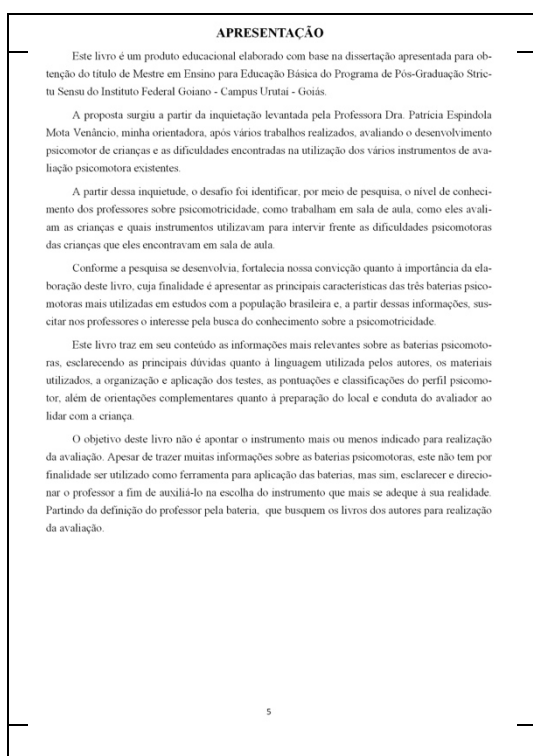 APRESENTAÇÃO
Este livro é um produto educacional elaborado com base na dissertação apresentada para ob-
tenção do título de Mestre em Ensino para Educação Básica do Programa de Pós-Graduação Stric-
tu Sensu do Instituto Federal Goiano - Campus Urutaí - Goiás.
A proposta surgiu a partir da inquietação levantada pela Professora Dra. Patrícia Espindola
Mota Venâncio, minha orientadora, após vários trabalhos realizados, avaliando o desenvolvimento
psicomotor de crianças e as dificuldades encontradas na utilização dos vários instrumentos de ava-
liação psicomotora existentes.
A partir dessa inquietude, o desafio foi identificar, por meio de pesquisa, o nível de conheci-
mento dos professores sobre psicomotricidade, como trabalham em sala de aula, como eles avali-
am as crianças e quais instrumentos utilizavam para intervir frente as dificuldades psicomotoras
das crianças que eles encontravam em sala de aula.
Conforme a pesquisa se desenvolvia, fortalecia nossa convicção quanto à importância da ela-
boração deste livro, cuja finalidade é apresentar as principais características das três baterias psico-
motoras mais utilizadas em estudos com a população brasileira e, a partir dessas informações, sus-
citar nos professores o interesse pela busca do conhecimento sobre a psicomotricidade.
Este livro traz em seu conteúdo as informações mais relevantes sobre as baterias psicomoto-
ras, esclarecendo as principais dúvidas quanto à linguagem utilizada pelos autores, os materiais
utilizados, a organização e aplicação dos testes, as pontuações e classificações do perfil psicomo-
tor, além de orientações complementares quanto à preparação do local e conduta do avaliador ao
lidar com a criança.
O objetivo deste livro não é apontar o instrumento mais ou menos indicado para realização
da avaliação. Apesar de trazer muitas informações sobre as baterias psicomotoras, este não tem por
finalidade ser utilizado como ferramenta para aplicação das baterias, mas sim, esclarecer e direcio-
nar o professor a fim de auxiliá-lo na escolha do instrumento que mais se adeque à sua realidade.
Partindo da definição do professor pela bateria, que busquem os livros dos autores para realização
da avaliação.
5